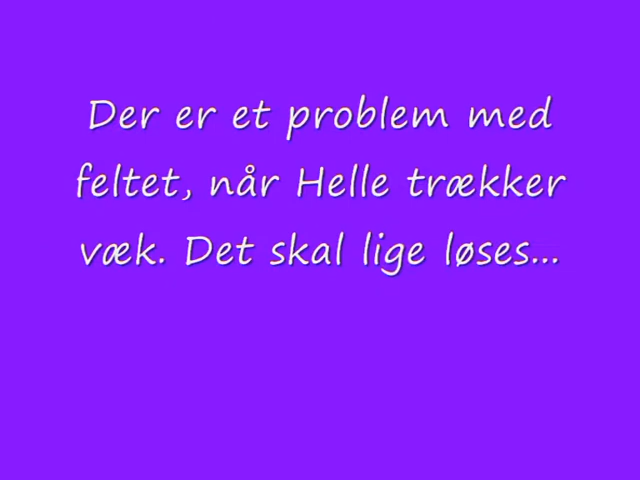 Der er et problem med
feltet, når Helle trækker
væk. Det skal lige løses...